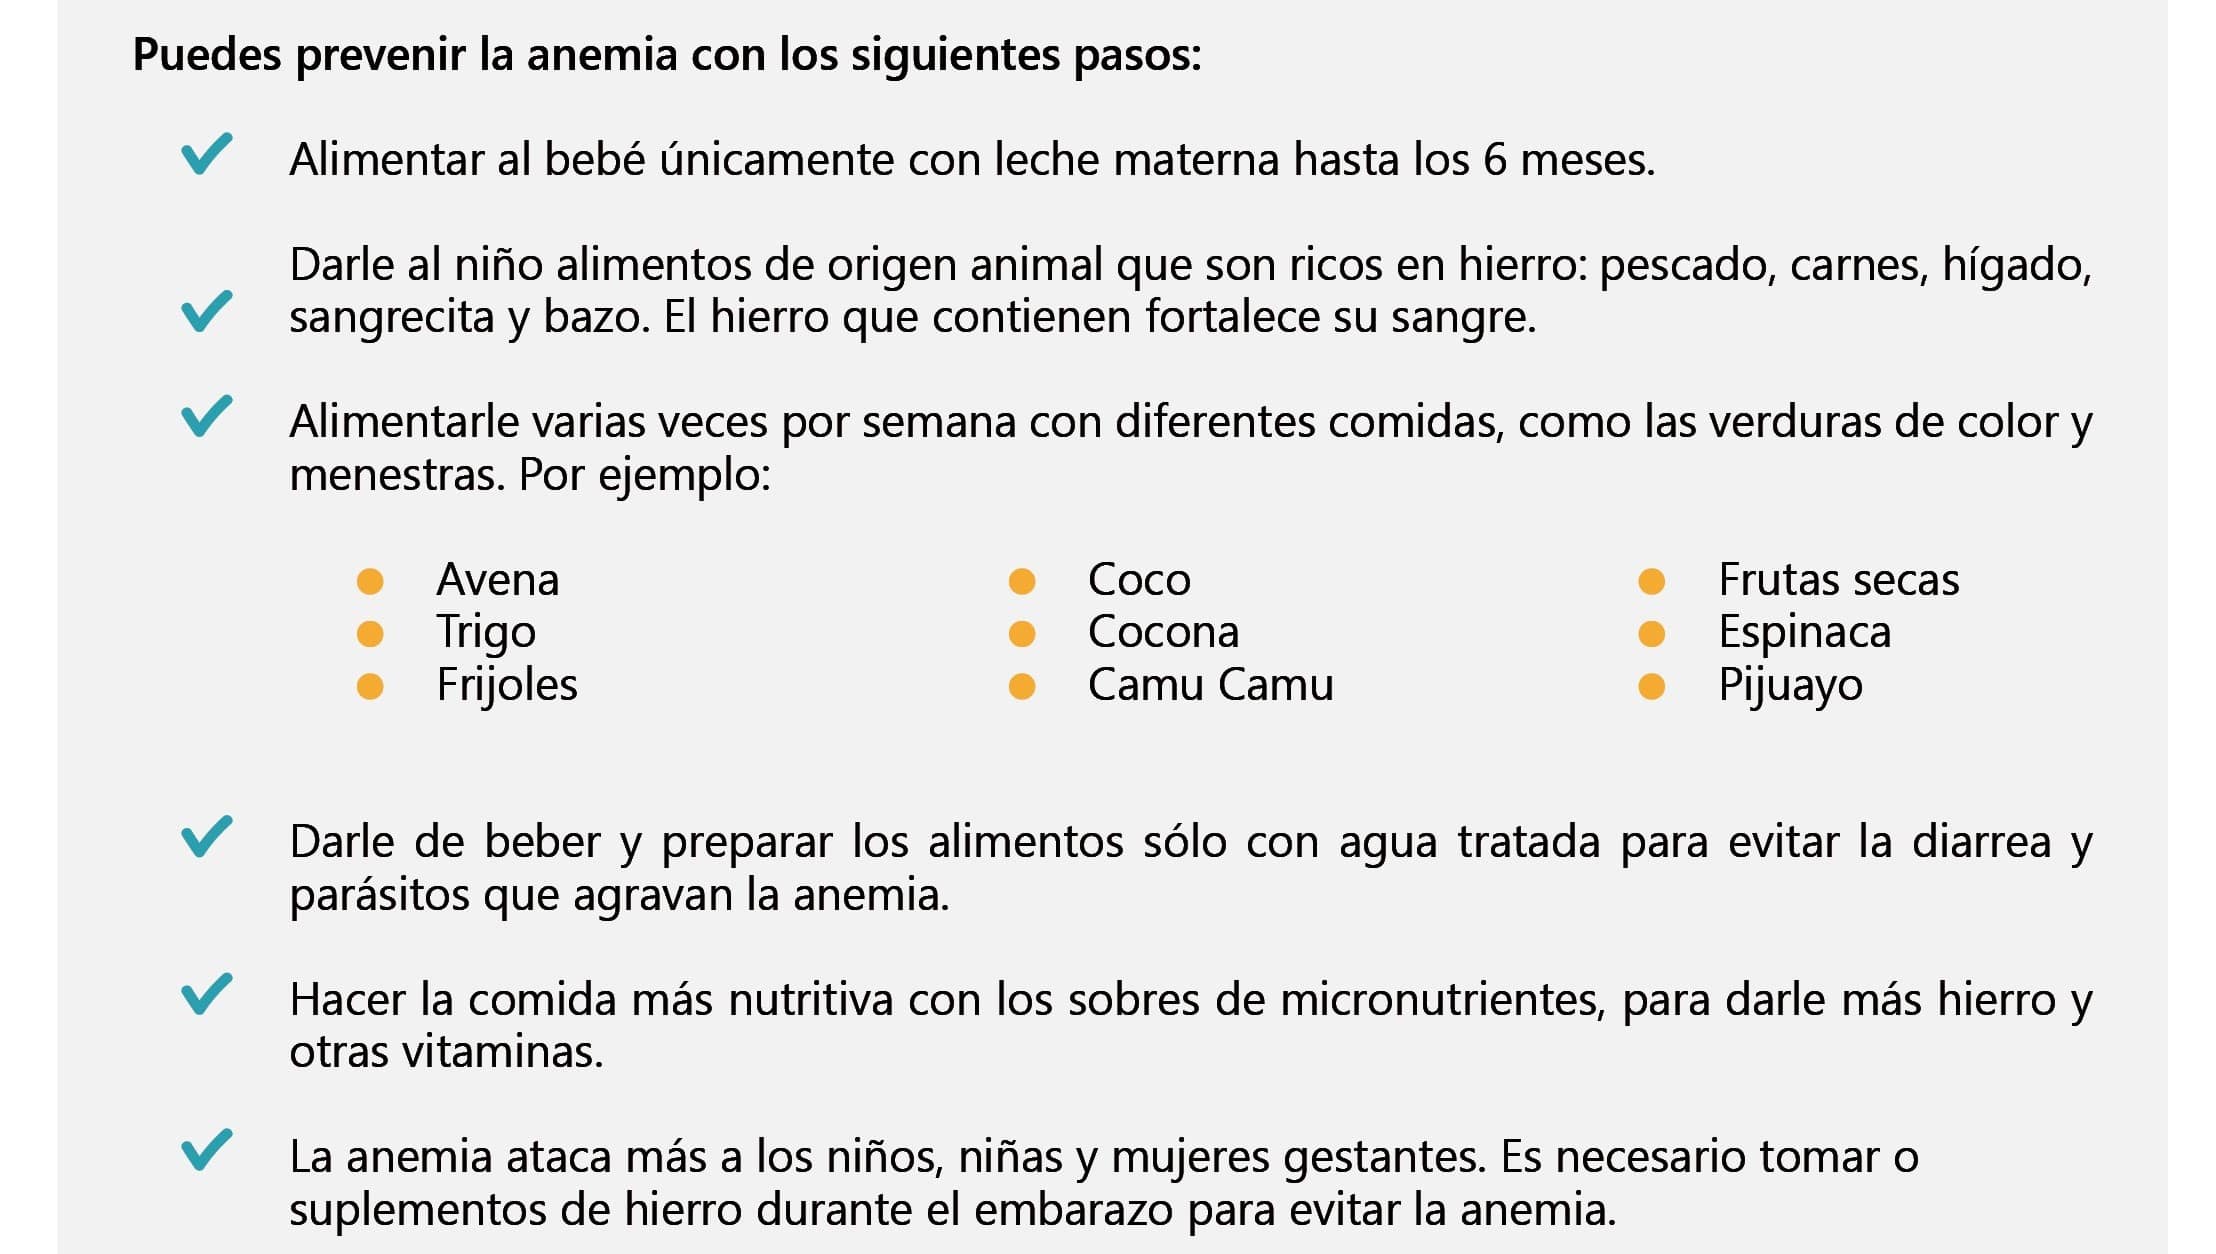 Puedes prevenir la anemia con los siguientes pasos:
Alimentar al bebé únicamente con leche materna hasta los 6 meses.
Darle al niño alimentos de origen animal que son ricos en hierro: pescado, carnes, hígado,
sangrecita y bazo. El hierro que contienen fortalece su sangre.
Alimentarle varias veces por semana con diferentes comidas, como las verduras de color y
menestras. Por ejemplo:
Avena
Trigo
Frijoles
Coco
Cocona
Camu Camu
Frutas secas
Espinaca
Pijuayo
Darle de beber y preparar los alimentos sólo con agua tratada para evitar la diarrea y
parásitos que agravan la anemia.
Hacer la comida más nutritiva con los sobres de micronutrientes, para darle más hierro y
otras vitaminas.
La anemia ataca más a los niños, niñas y mujeres gestantes. Es necesario tomar o
suplementos de hierro durante el embarazo para evitar la anemia.